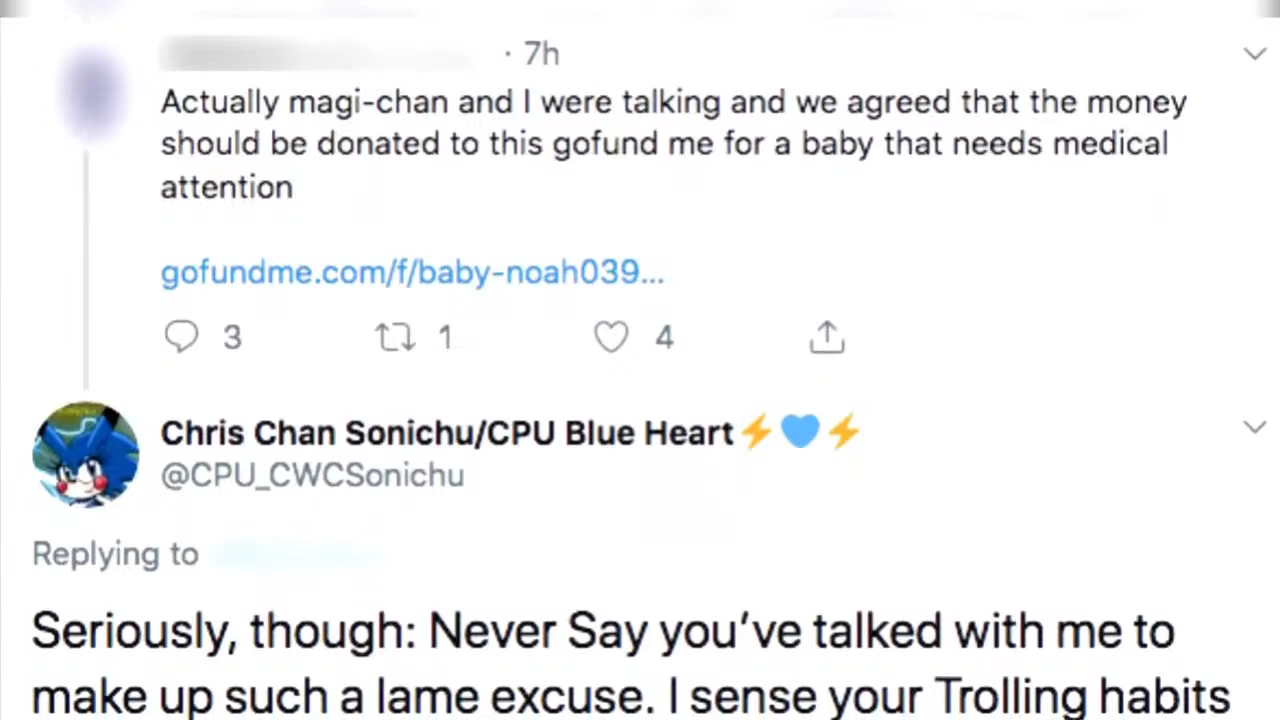 · 7h
Actually magi-chan and I were talking and we agreed that the money
should be donated to this gofund me for a baby that needs medical
attention
gofundme.com/f/baby-noah039...
3 1 4
Chris Chan Sonichu/CPU Blue Heart⚡💙⚡
@CPU_CWCSonichu
Replying to
Seriously, though: Never Say you've talked with me to
make up such a lame excuse. I sense your Trolling habits